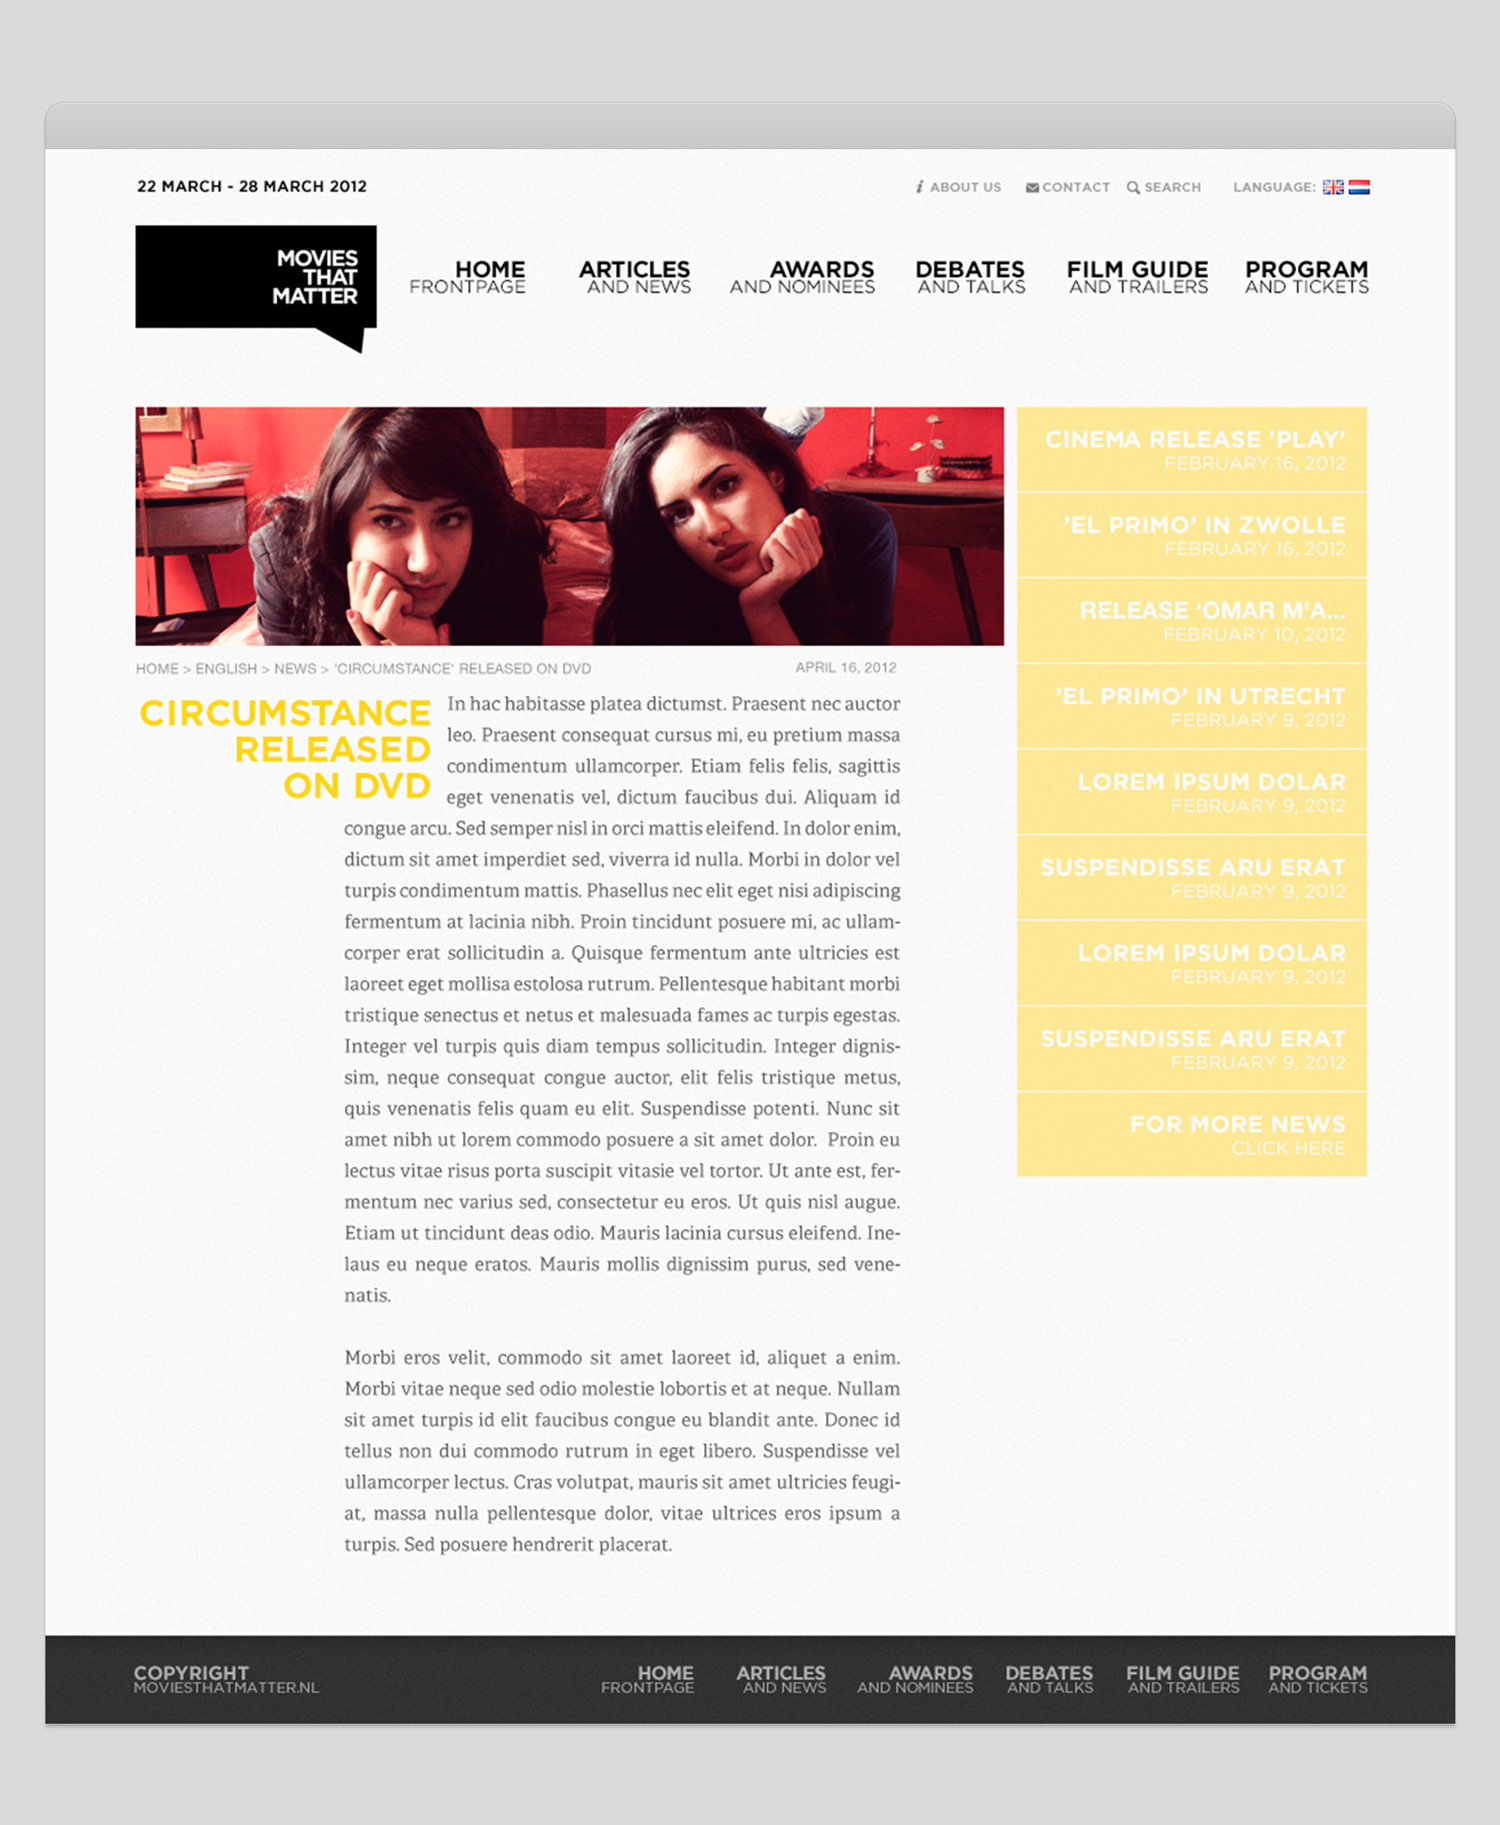 22 MARCH - 28 MARCH 2012
ABOUT US
CONTACT
SEARCH
LANGUAGE:
MOVIES
THAT
MATTER
HOME
FRONTPAGE
ARTICLES
AND NEWS
AWARDS
AND NOMINEES
DEBATES
AND TALKS
FILM GUIDE
AND TRAILERS
PROGRAM
AND TICKETS
HOME > ENGLISH > NEWS > 'CIRCUMSTANCE' RELEASED ON DVD
APRIL 16, 2012
CIRCUMSTANCE
RELEASED
ON DVD
In hac habitasse platea dictumst. Praesent nec auctor
leo. Praesent consequat cursus mi, eu pretium massa
condimentum ullamcorper. Etiam felis felis, sagittis
eget venenatis vel, dictum faucibus dui. Aliquam id
congue arcu. Sed semper nisl in orci mattis eleifend. In dolor enim,
dictum sit amet imperdiet sed, viverra id nulla. Morbi in dolor vel
turpis condimentum mattis. Phasellus nec elit eget nisi adipiscing
fermentum at lacinia nibh. Proin tincidunt posuere mi, ac ullam-
corper erat sollicitudin a. Quisque fermentum ante ultricies est
laoreet eget mollisa estolosa rutrum. Pellentesque habitant morbi
tristique senectus et netus et malesuada fames ac turpis egestas.
Integer vel turpis quis diam tempus sollicitudin. Integer dignis-
sim, neque consequat congue auctor, elit felis tristique metus,
quis venenatis felis quam eu elit. Suspendisse potenti. Nunc sit
amet nibh ut lorem commodo posuere a sit amet dolor.  Proin eu
lectus vitae risus porta suscipit vitasie vel tortor. Ut ante est, fer-
mentum nec varius sed, consectetur eu eros. Ut quis nisl augue.
Etiam ut tincidunt deas odio. Mauris lacinia cursus eleifend. Ine-
laus eu neque eratos. Mauris mollis dignissim purus, sed vene-
natis.
Morbi eros velit, commodo sit amet laoreet id, aliquet a enim.
Morbi vitae neque sed odio molestie lobortis et at neque. Nullam
sit amet turpis id elit faucibus congue eu blandit ante. Donec id
tellus non dui commodo rutrum in eget libero. Suspendisse vel
ullamcorper lectus. Cras volutpat, mauris sit amet ultricies feugi-
at, massa nulla pellentesque dolor, vitae ultrices eros ipsum a
turpis. Sed posuere hendrerit placerat.
CINEMA RELEASE 'PLAY'
FEBRUARY 16, 2012
'EL PRIMO' IN ZWOLLE
FEBRUARY 16, 2012
RELEASE 'OMAR M'A...
FEBRUARY 10, 2012
'EL PRIMO' IN UTRECHT
FEBRUARY 9, 2012
LOREM IPSUM DOLAR
FEBRUARY 9, 2012
SUSPENDISSE ARU ERAT
FEBRUARY 9, 2012
LOREM IPSUM DOLAR
FEBRUARY 9, 2012
SUSPENDISSE ARU ERAT
FEBRUARY 9, 2012
FOR MORE NEWS
CLICK HERE
COPYRIGHT
MOVIESTHATMATTER.NL
HOME
FRONTPAGE
ARTICLES
AND NEWS
AWARDS
AND NOMINEES
DEBATES
AND TALKS
FILM GUIDE
AND TRAILERS
PROGRAM
AND TICKETS